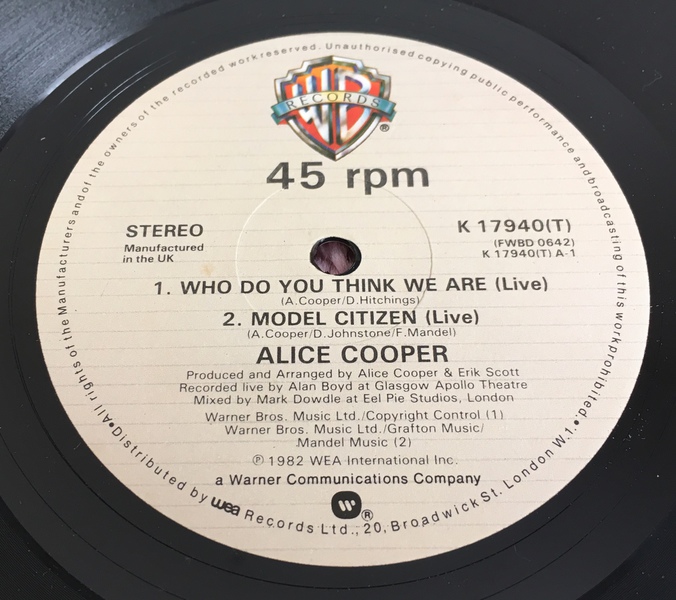 All rights of the Manufacturers and of the owners of the recorded work reserved. Unauthorised copying public performance and broadcasting of this work prohibited.
WB
RECORDS
®
45 rpm
STEREO
Manufactured
in the UK
K 17940(T)
(FWBD 0642)
K 17940(T) A-1
1. WHO DO YOU THINK WE ARE (Live)
(A.Cooper/D.Hitchings)
2. MODEL CITIZEN (Live)
(A.Cooper/D.Johnstone/F.Mandel)
ALICE COOPER
Produced and Arranged by Alice Cooper & Erik Scott
Recorded live by Alan Boyd at Glasgow Apollo Theatre
Mixed by Mark Dowdle at Eel Pie Studios, London
Warner Bros. Music Ltd./Copyright Control (1)
Warner Bros. Music Ltd./Grafton Music/
Mandel Music (2)
℗ 1982 WEA International Inc.
a Warner Communications Company
®
•Distributed by wea Records Ltd., 20, Broadwick St. London W.1.•